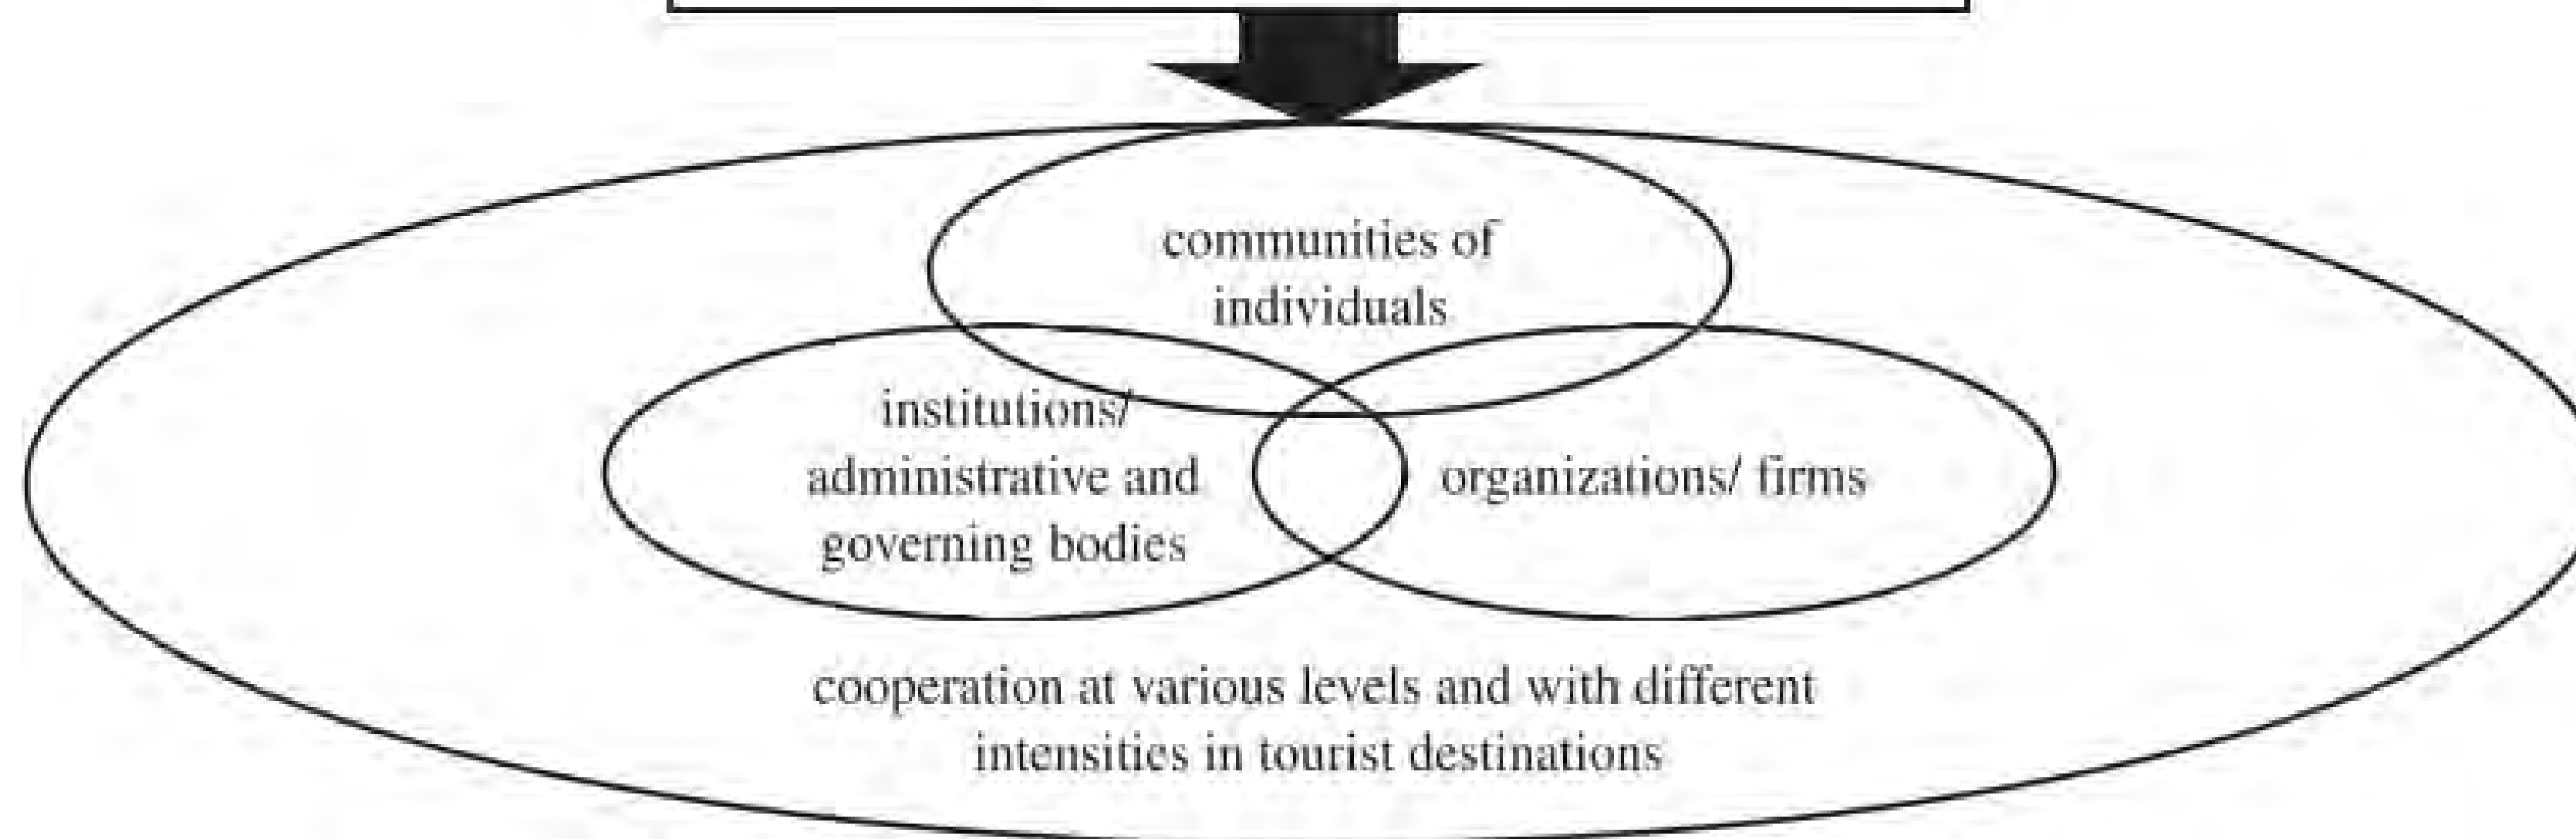 communities of
individuals
institutions/
administrative and
governing bodies
organizations/ firms
cooperation at various levels and with different
intensities in tourist destinations